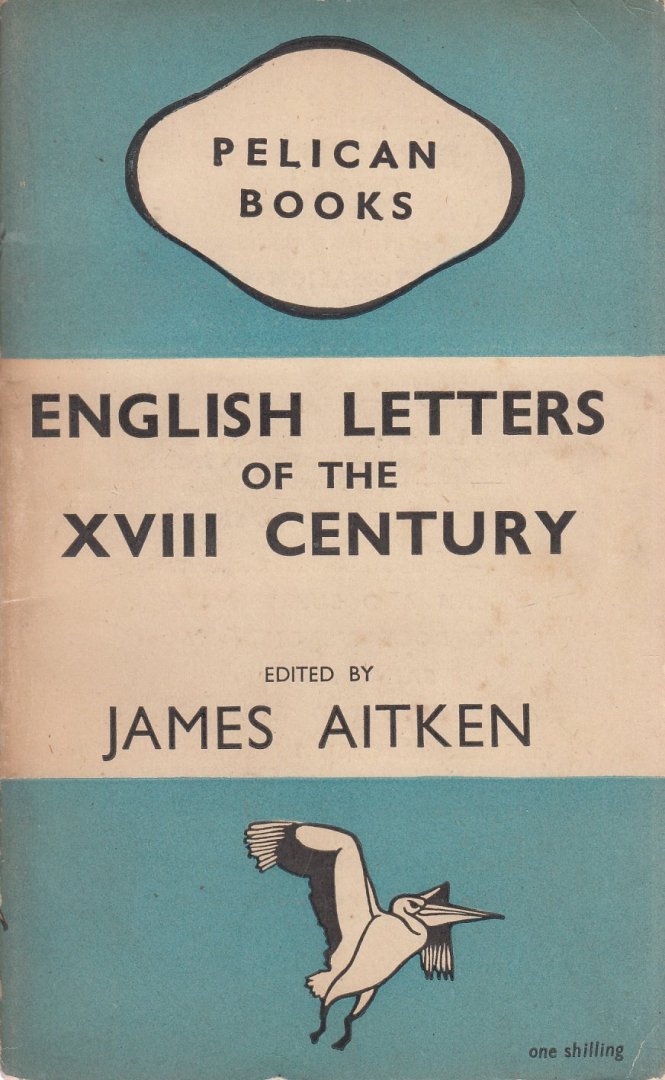 PELICAN
BOOKS
ENGLISH LETTERS
OF THE
XVIII CENTURY
EDITED BY
JAMES AITKEN
one shilling